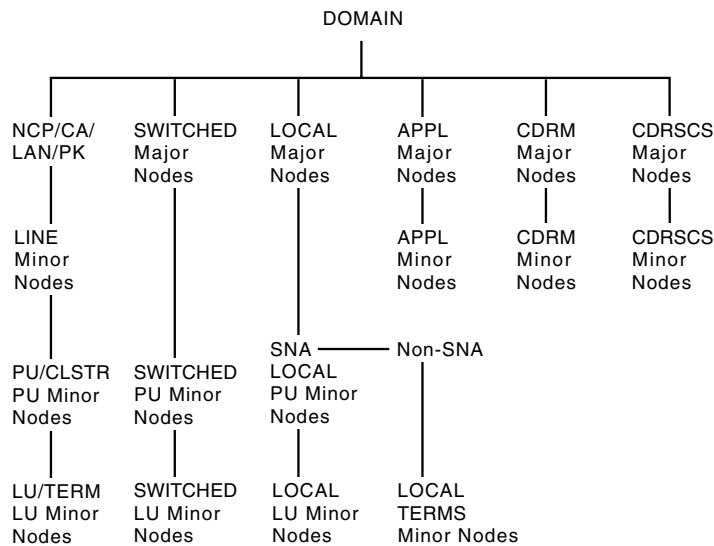 DOMAIN
NCP/CA/
LAN/PK
SWITCHED
Major
Nodes
LOCAL
Major
Nodes
APPL
Major
Nodes
CDRM
Major
Nodes
CDRSCS
Major
Nodes
LINE
Minor
Nodes
APPL
Minor
Nodes
CDRM
Minor
Nodes
CDRSCS
Minor
Nodes
PU/CLSTR
PU Minor
Nodes
SWITCHED
PU Minor
Nodes
SNA
LOCAL
PU Minor
Nodes
Non-SNA
LU/TERM
LU Minor
Nodes
SWITCHED
LU Minor
Nodes
LOCAL
LU Minor
Nodes
LOCAL
TERMS
Minor Nodes